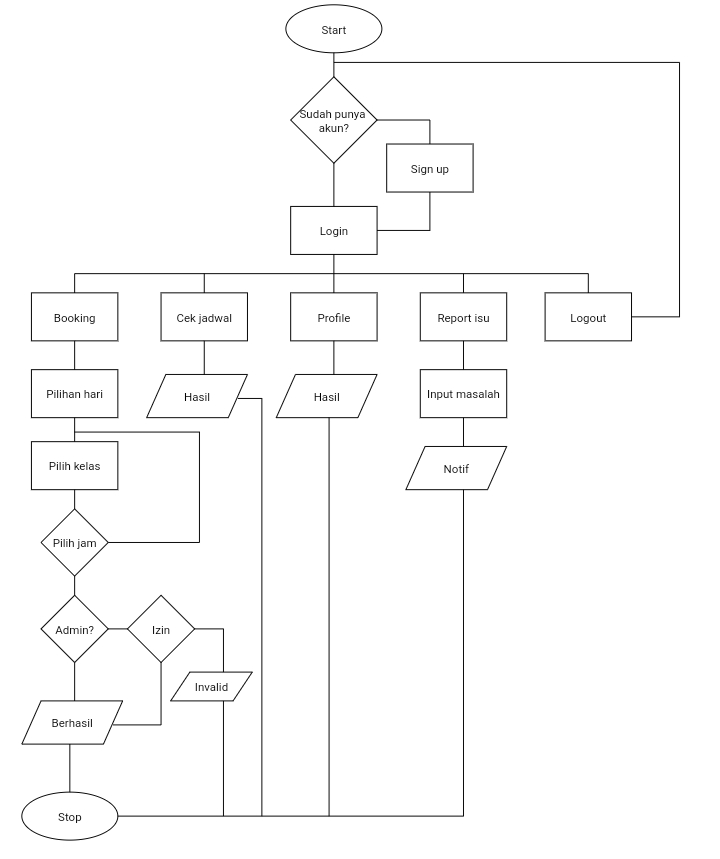 Start
Sudah punya
akun?
Sign up
Login
Booking
Cek jadwal
Profile
Report isu
Logout
Pilihan hari
Hasil
Hasil
Input masalah
Pilih kelas
Notif
Pilih jam
Admin?
Izin
Invalid
Berhasil
Stop